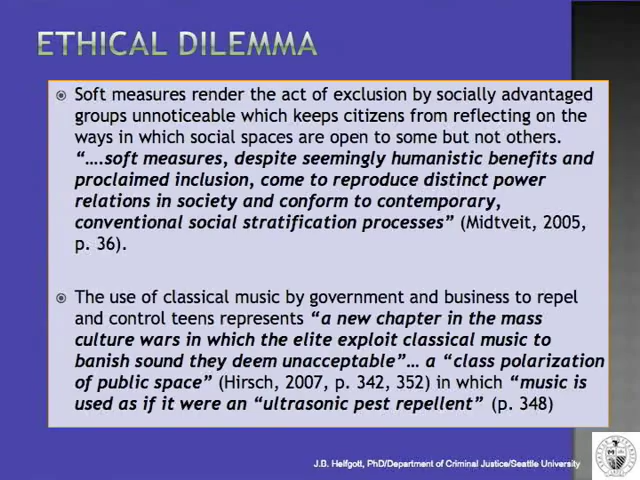 ETHICAL DILEMMA
Soft measures render the act of exclusion by socially advantaged
groups unnoticeable which keeps citizens from reflecting on the
ways in which social spaces are open to some but not others.
“….soft measures, despite seemingly humanistic benefits and
proclaimed inclusion, come to reproduce distinct power
relations in society and conform to contemporary,
conventional social stratification processes” (Midtveit, 2005,
p. 36).
The use of classical music by government and business to repel
and control teens represents “a new chapter in the mass
culture wars in which the elite exploit classical music to
banish sound they deem unacceptable”… a “class polarization
of public space” (Hirsch, 2007, p. 342, 352) in which “music is
used as if it were an “ultrasonic pest repellent” (p. 348)
J.B. Helfgott, PhD/Department of Criminal Justice/Seattle University